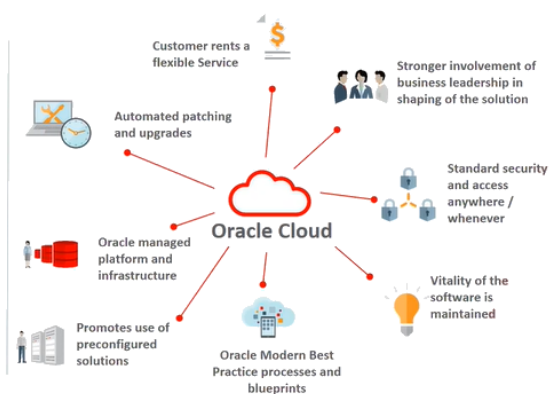 Customer rents a
flexible Service
Stronger involvement of
business leadership in
shaping of the solution
Automated patching
and upgrades
Standard security
and access
anywhere /
whenever
Oracle Cloud
Oracle managed
platform and
infrastructure
Vitality of the
software is
maintained
Promotes use of
preconfigured
solutions
Oracle Modern Best
Practice processes and
blueprints